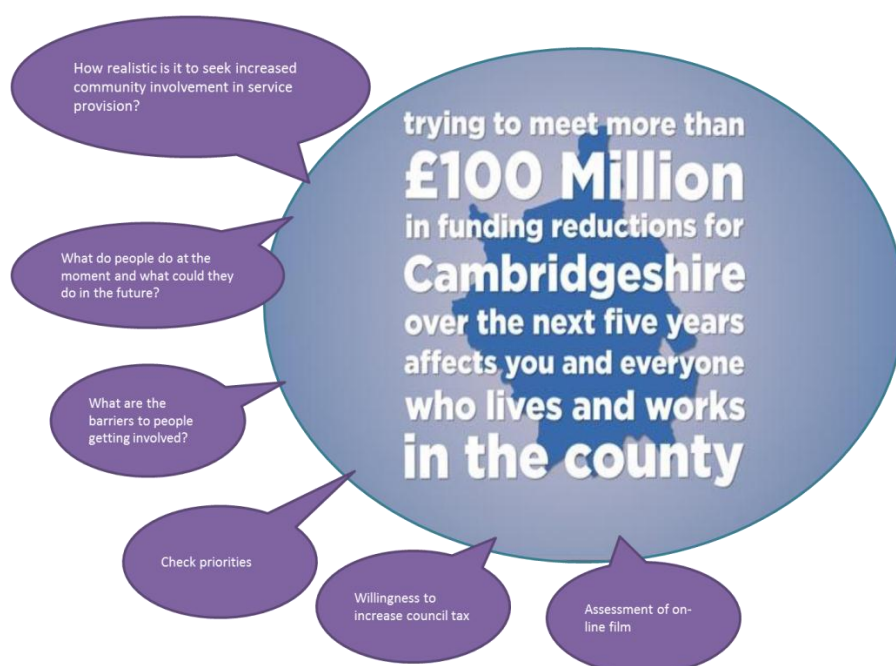 How realistic is it to seek increased
community involvement in service
provision?
trying to meet more than
£100 Million
in funding reductions for
Cambridgeshire
over the next five years
affects you and everyone
who lives and works
in the county
What do people do at the
moment and what could they
do in the future?
What are the
barriers to people
getting involved?
Check priorities
Willingness to
increase council tax
Assessment of on-
line film